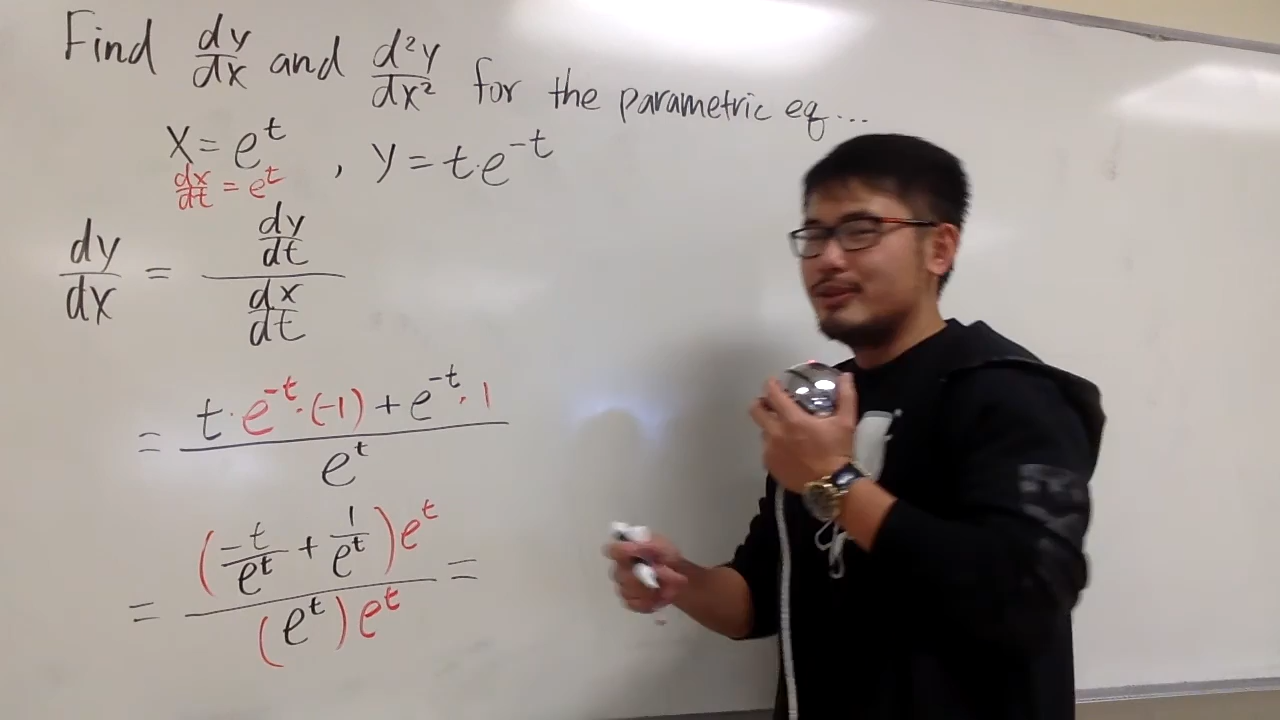 Find dy/dx and d²y/dx² for the parametric eq...
x = e^t , y = t·e^-t
dx/dt = e^t
dy/dx = (dy/dt)/(dx/dt)
= (t·e^-t·(-1) + e^-t·1)/e^t
= ((-t/e^t + 1/e^t)e^t)/((e^t)e^t) =